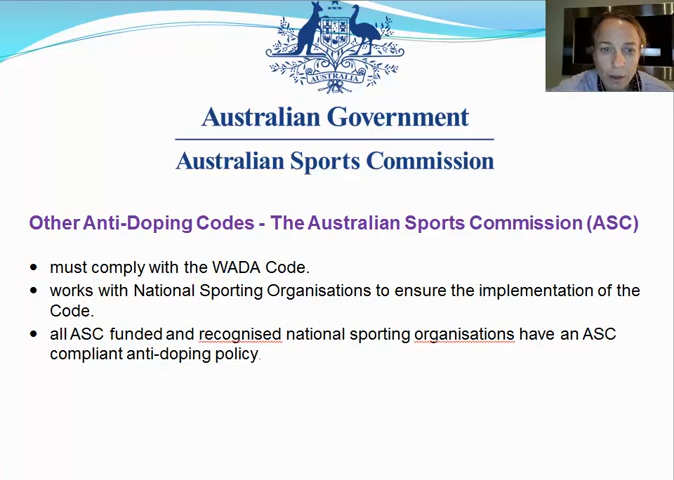 AUSTRALIA
Australian Government
Australian Sports Commission
Other Anti-Doping Codes - The Australian Sports Commission (ASC)
• must comply with the WADA Code.
• works with National Sporting Organisations to ensure the implementation of the
Code.
• all ASC funded and recognised national sporting organisations have an ASC
compliant anti-doping policy.